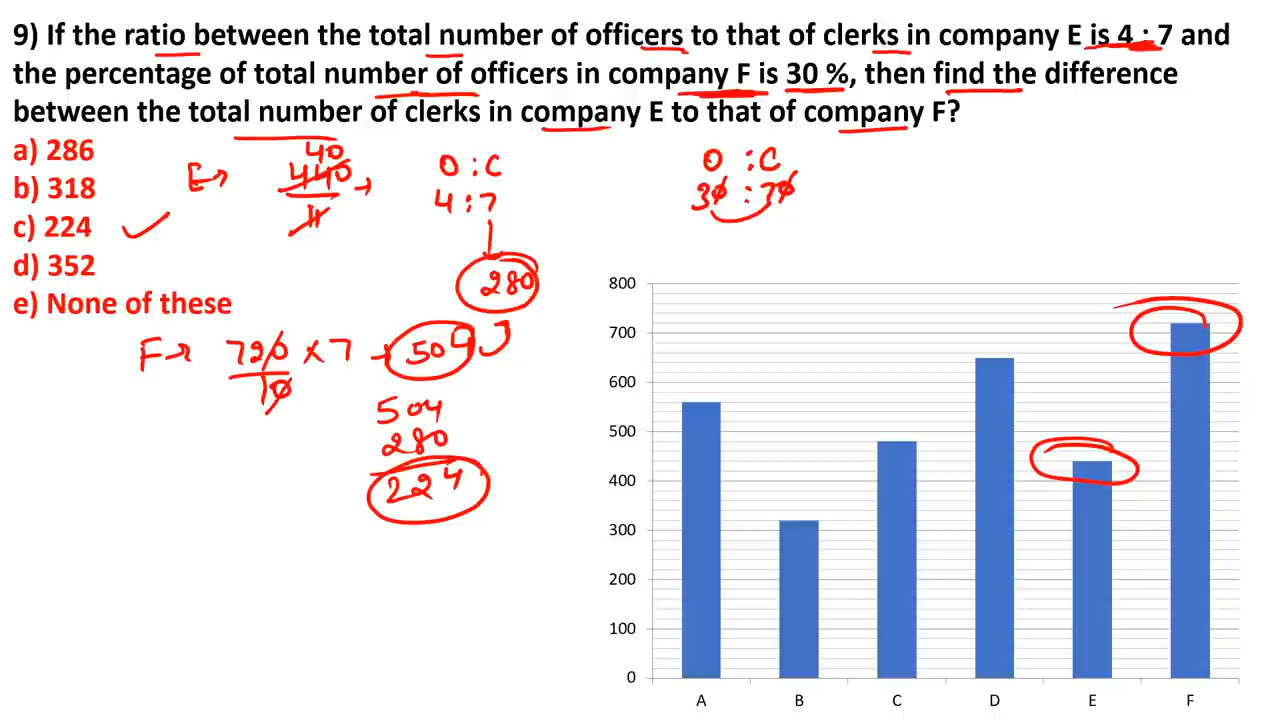 9) If the ratio between the total number of officers to that of clerks in company E is 4 : 7 and
the percentage of total number of officers in company F is 30 %, then find the difference
between the total number of clerks in company E to that of company F?
a) 286
b) 318
c) 224
d) 352
e) None of these
E→
40
440
11
O : C
4 : 7
280
O : C
30 : 70
F→ 720 x 7 → 504
10
504
280
224
800
700
600
500
400
300
200
100
0
A B C D E F